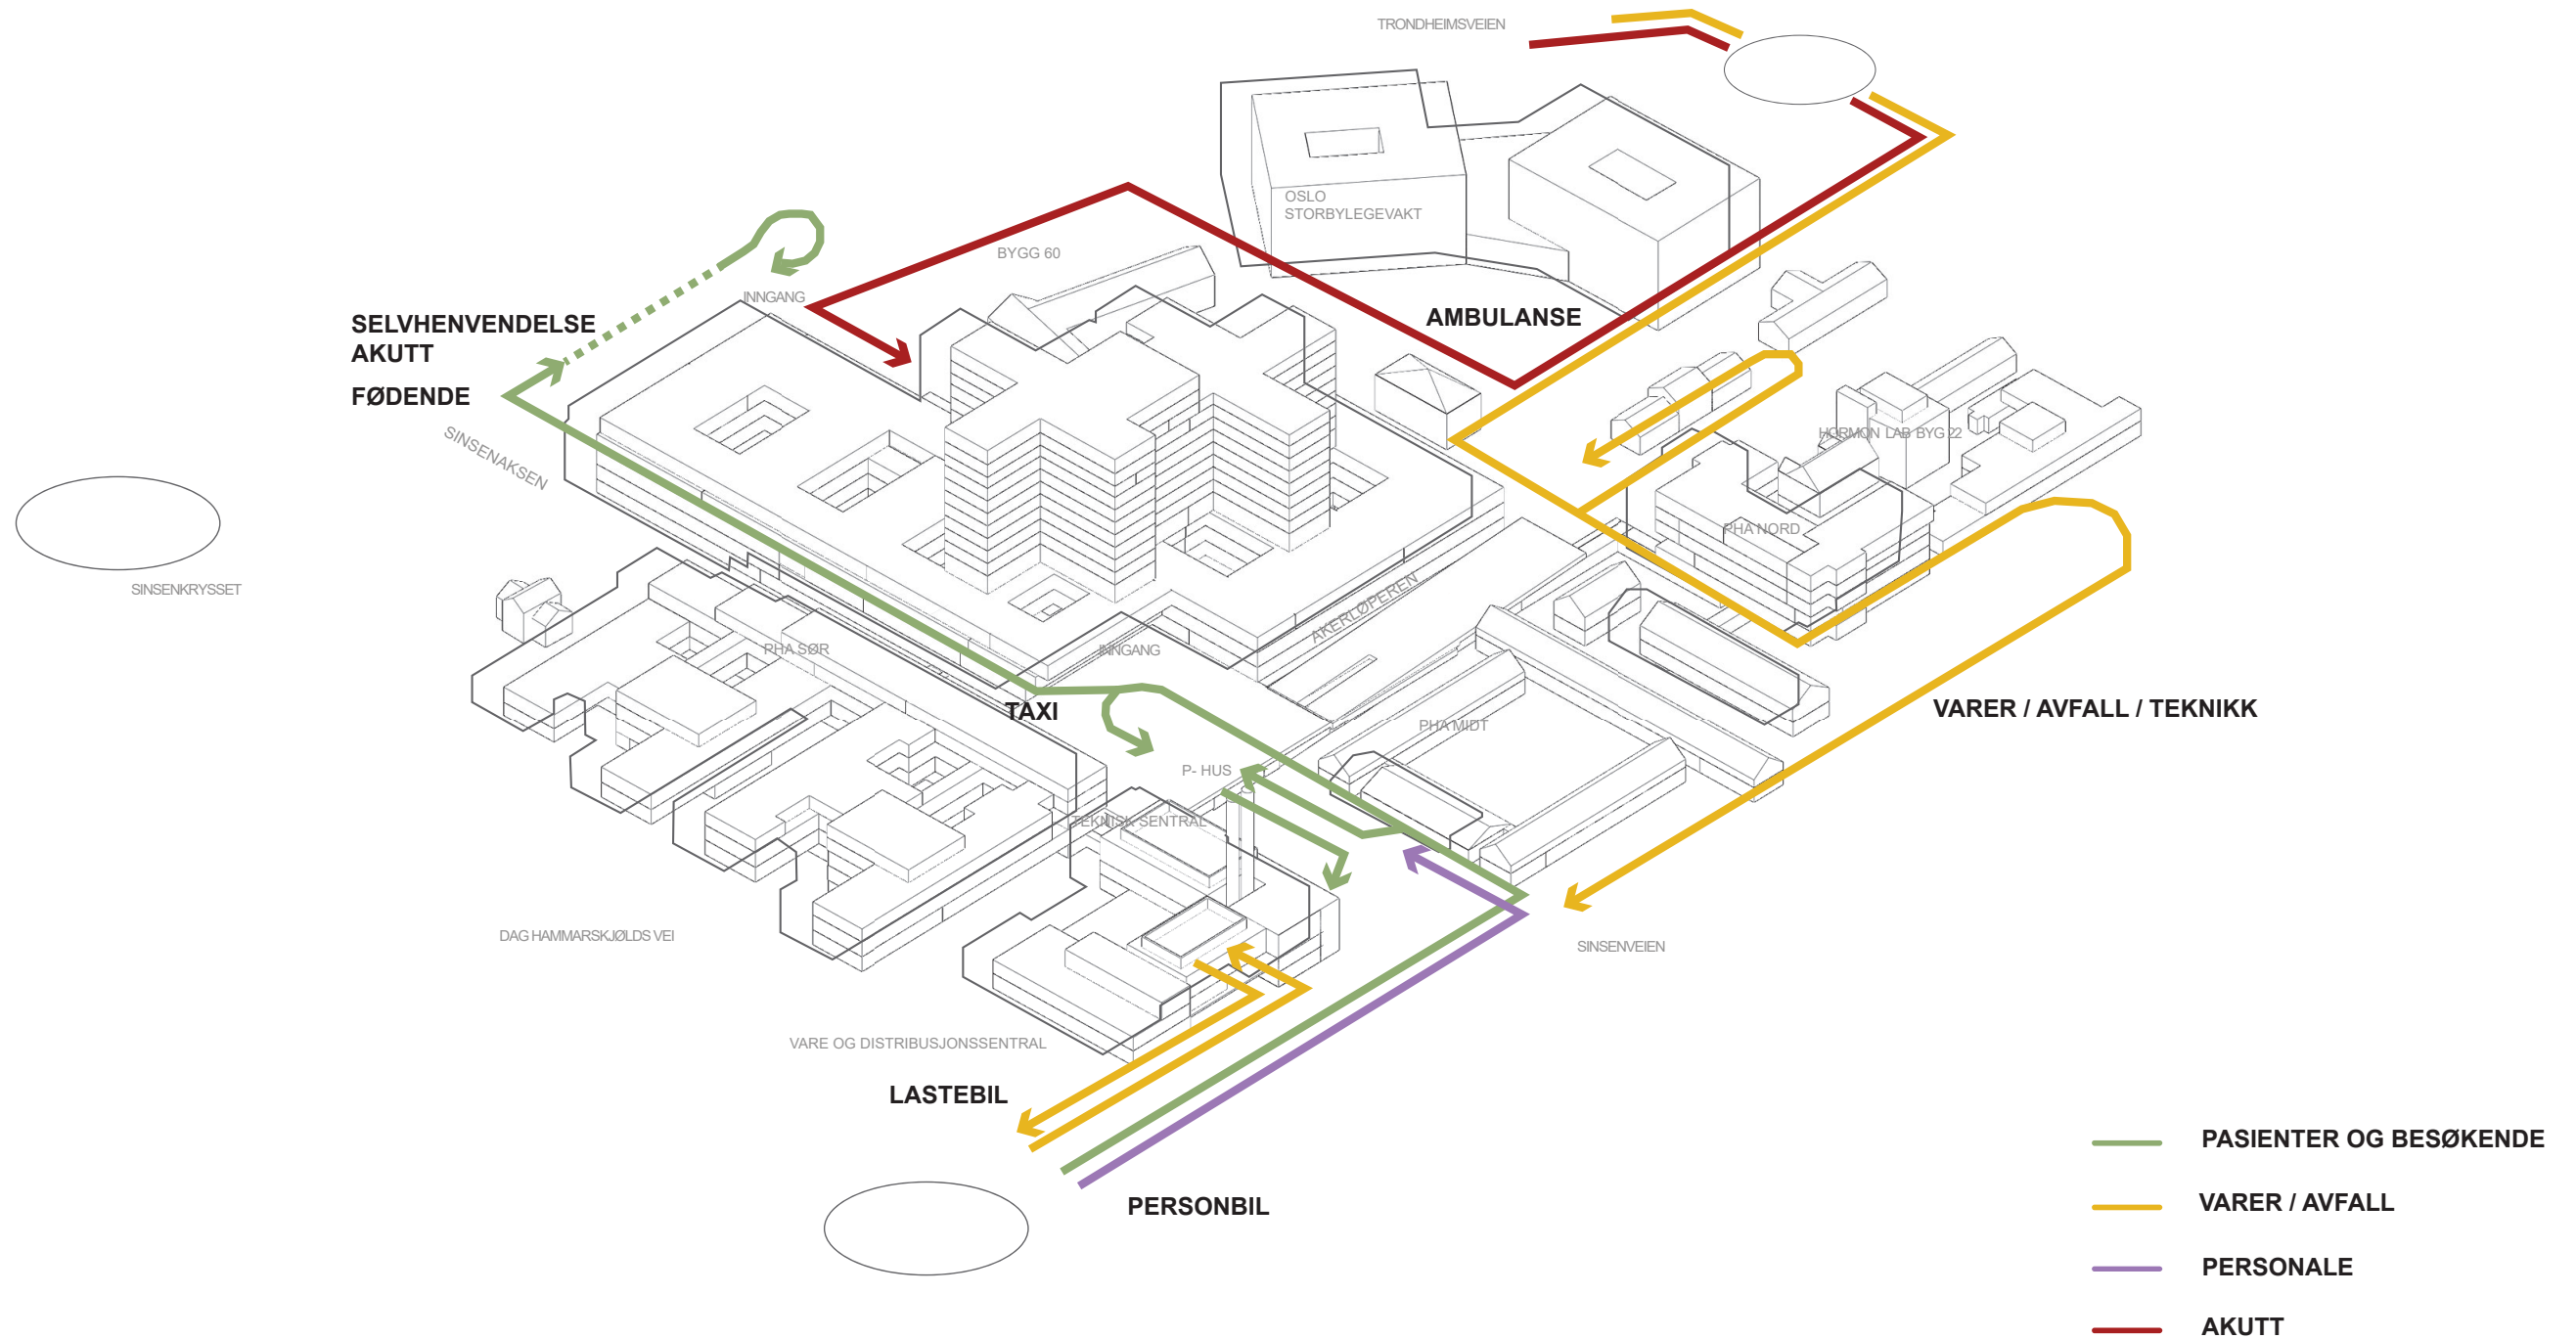 TRONDHEIMSVEIEN
OSLO
STORBYLEGEVAKT
BYGG 60
INNGANG
SELVHENVENDELSE
AKUTT
FØDENDE
AMBULANSE
SINSENAKSEN
HORMON LAB BYG 22
PHA NORD
SINSENKRYSSET
AKERLØPEREN
PHA SØR
INNGANG
TAXI
PHA MIDT
VARER / AVFALL / TEKNIKK
P- HUS
TEKNISK SENTRAL
DAG HAMMARSKJØLDS VEI
SINSENVEIEN
VARE OG DISTRIBUSJONSSENTRAL
LASTEBIL
PERSONBIL
PASIENTER OG BESØKENDE
VARER / AVFALL
PERSONALE
AKUTT